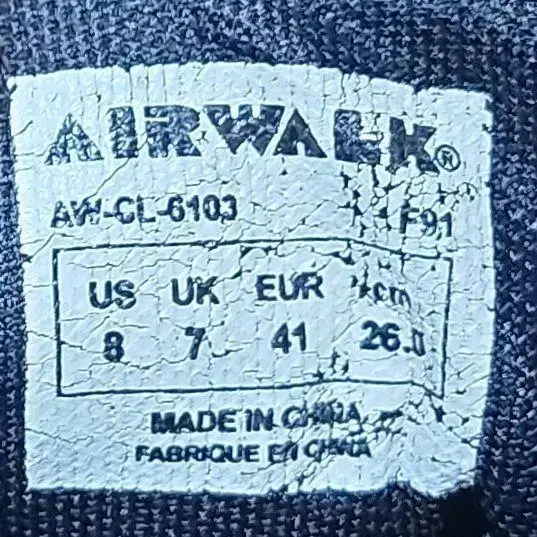 AIRWALK®
AW-CL-6103 F91
US UK EUR cm
8 7 41 26.0
MADE IN CHINA
FABRIQUE EN CHINA